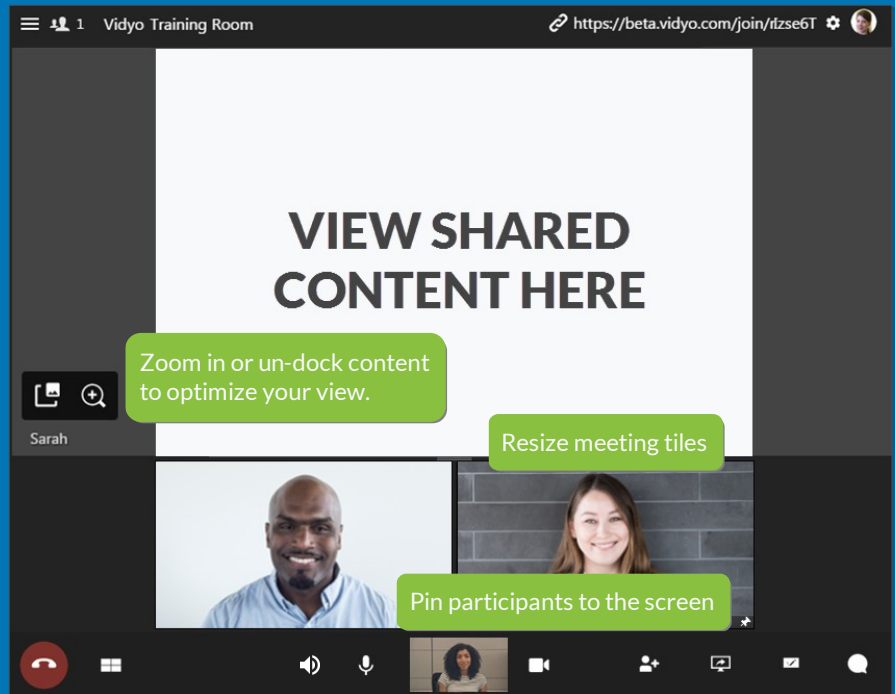 1 Vidyo Training Room
https://beta.vidyo.com/join/rlzse6T
VIEW SHARED
CONTENT HERE
Zoom in or un-dock content
to optimize your view.
Sarah
Resize meeting tiles
Pin participants to the screen